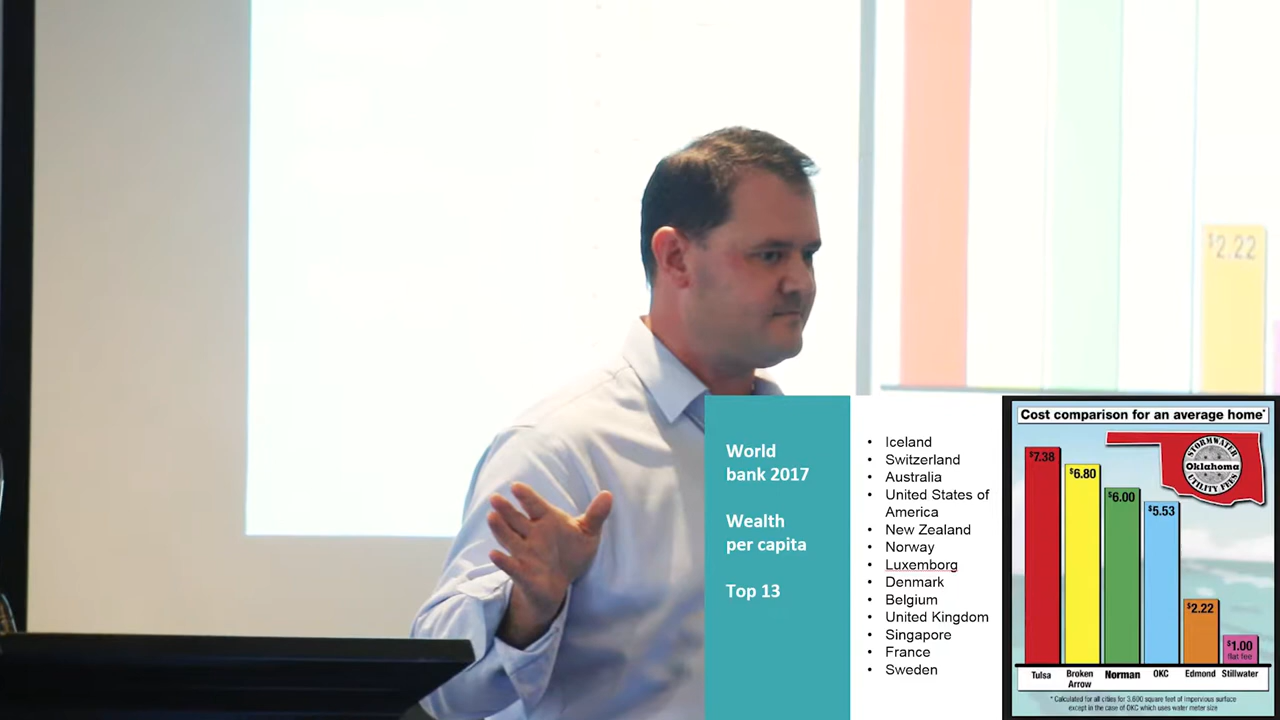 $2.22
World
bank 2017
Wealth
per capita
Top 13
• Iceland
• Switzerland
• Australia
• United States of
America
• New Zealand
• Norway
• Luxemborg
• Denmark
• Belgium
• United Kingdom
• Singapore
• France
• Sweden
Cost comparison for an average home*
STORMWATER
Oklahoma
UTILITY FEES
$7.38
$6.80
$6.00
$5.53
$2.22
$1.00
flat fee
Tulsa
Broken
Arrow
Norman
OKC
Edmond
Stillwater
* Calculated for all cities for 3,600 square feet of impervious surface
except in the case of OKC which uses water meter size